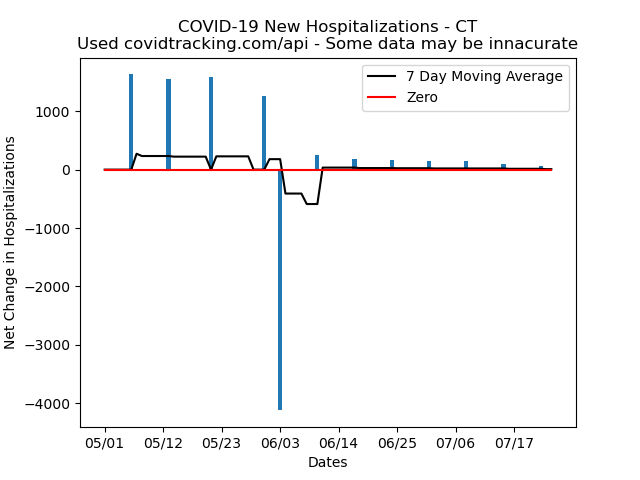 COVID-19 New Hospitalizations - CT
Used covidtracking.com/api - Some data may be innacurate
7 Day Moving Average
Zero
Net Change in Hospitalizations
1000
0
−1000
−2000
−3000
−4000
05/01 05/12 05/23 06/03 06/14 06/25 07/06 07/17
Dates